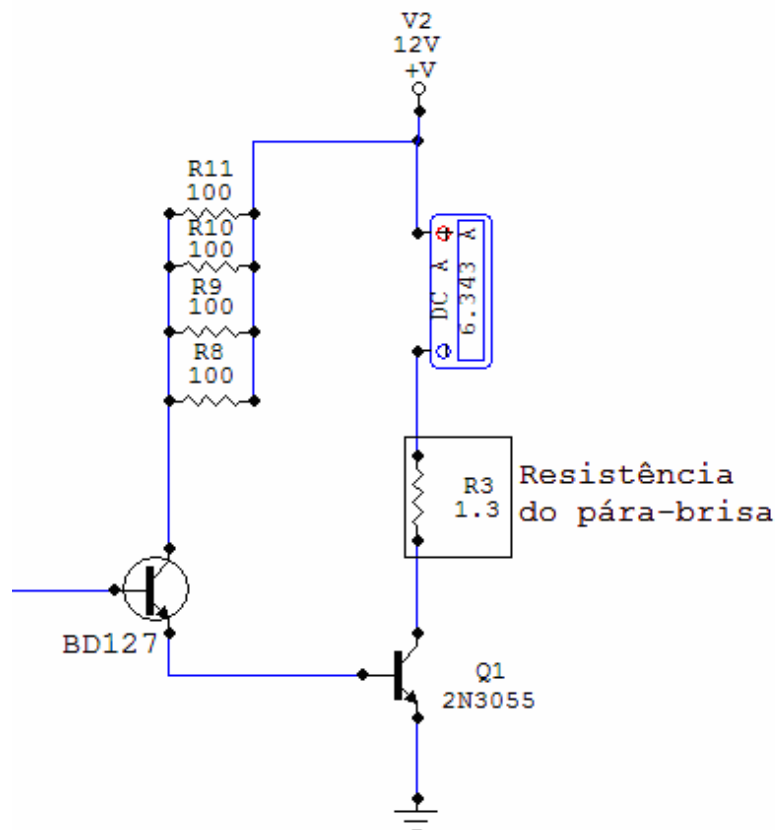 V2
12V
+V
R11
100
R10
100
R9
100
R8
100
DC A
6.343 A
R3
1.3
Resistência
do pára-brisa
BD127
Q1
2N3055